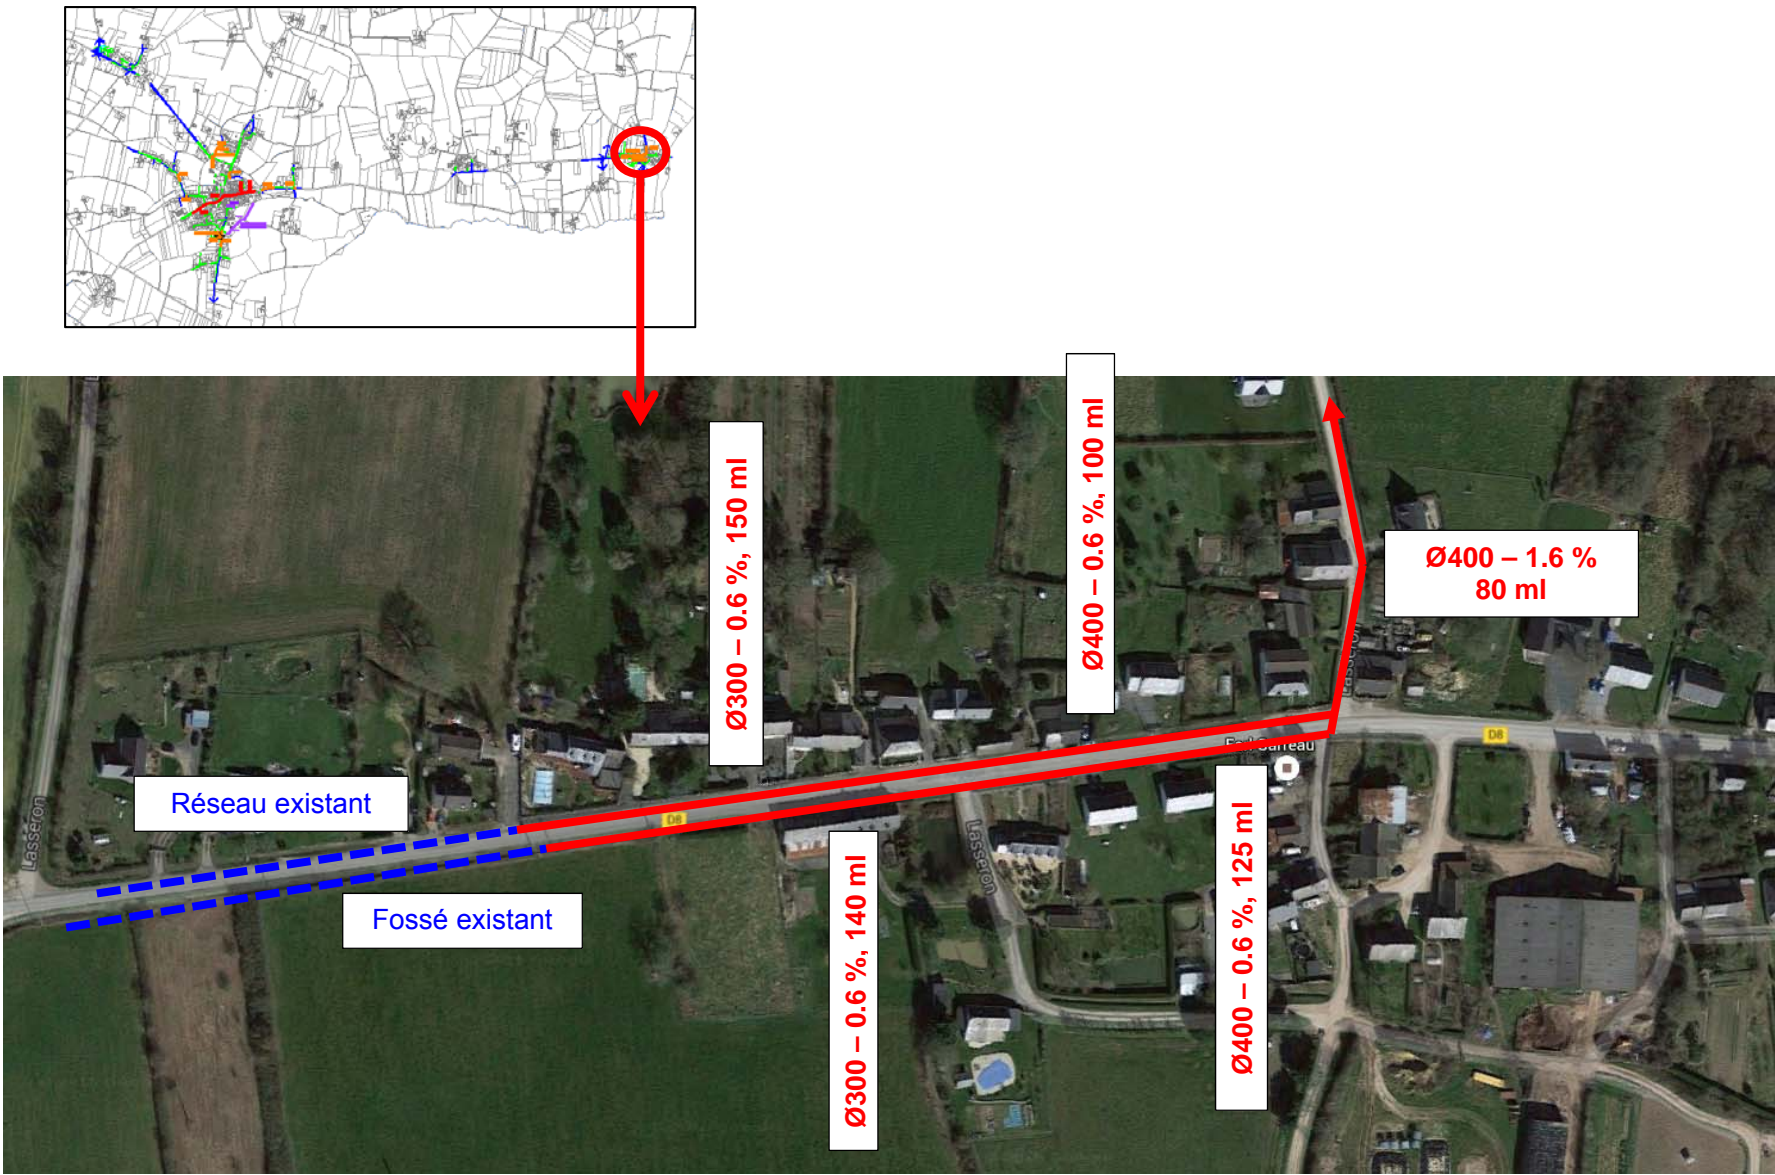 Ø300 – 0.6 %, 150 ml
Ø400 – 0.6 %, 100 ml
Ø400 – 1.6 %
80 ml
Réseau existant
Fossé existant
Ø300 – 0.6 %, 140 ml
Ø400 – 0.6 %, 125 ml
Lasseron
D8
Lasseron
D8